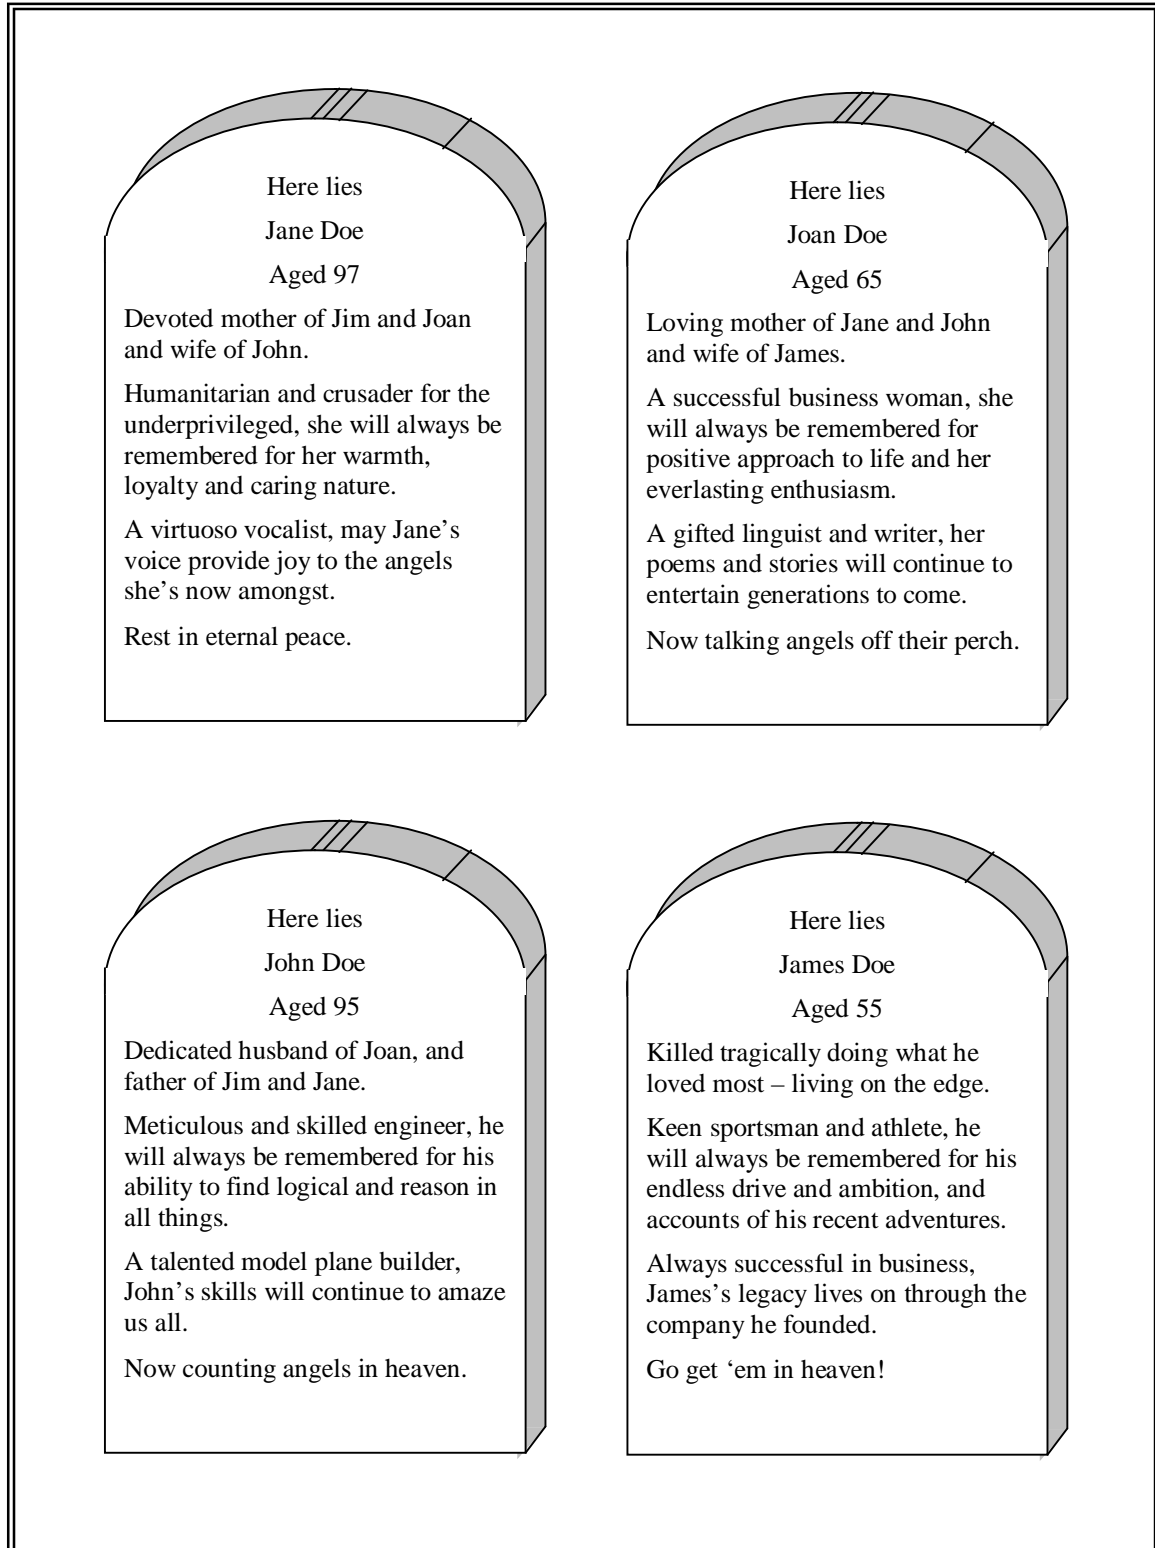 Here lies
Jane Doe
Aged 97
Devoted mother of Jim and Joan
and wife of John.
Humanitarian and crusader for the
underprivileged, she will always be
remembered for her warmth,
loyalty and caring nature.
A virtuoso vocalist, may Jane’s
voice provide joy to the angels
she’s now amongst.
Rest in eternal peace.
Here lies
Joan Doe
Aged 65
Loving mother of Jane and John
and wife of James.
A successful business woman, she
will always be remembered for
positive approach to life and her
everlasting enthusiasm.
A gifted linguist and writer, her
poems and stories will continue to
entertain generations to come.
Now talking angels off their perch.
Here lies
John Doe
Aged 95
Dedicated husband of Joan, and
father of Jim and Jane.
Meticulous and skilled engineer, he
will always be remembered for his
ability to find logical and reason in
all things.
A talented model plane builder,
John’s skills will continue to amaze
us all.
Now counting angels in heaven.
Here lies
James Doe
Aged 55
Killed tragically doing what he
loved most – living on the edge.
Keen sportsman and athlete, he
will always be remembered for his
endless drive and ambition, and
accounts of his recent adventures.
Always successful in business,
James’s legacy lives on through the
company he founded.
Go get ‘em in heaven!